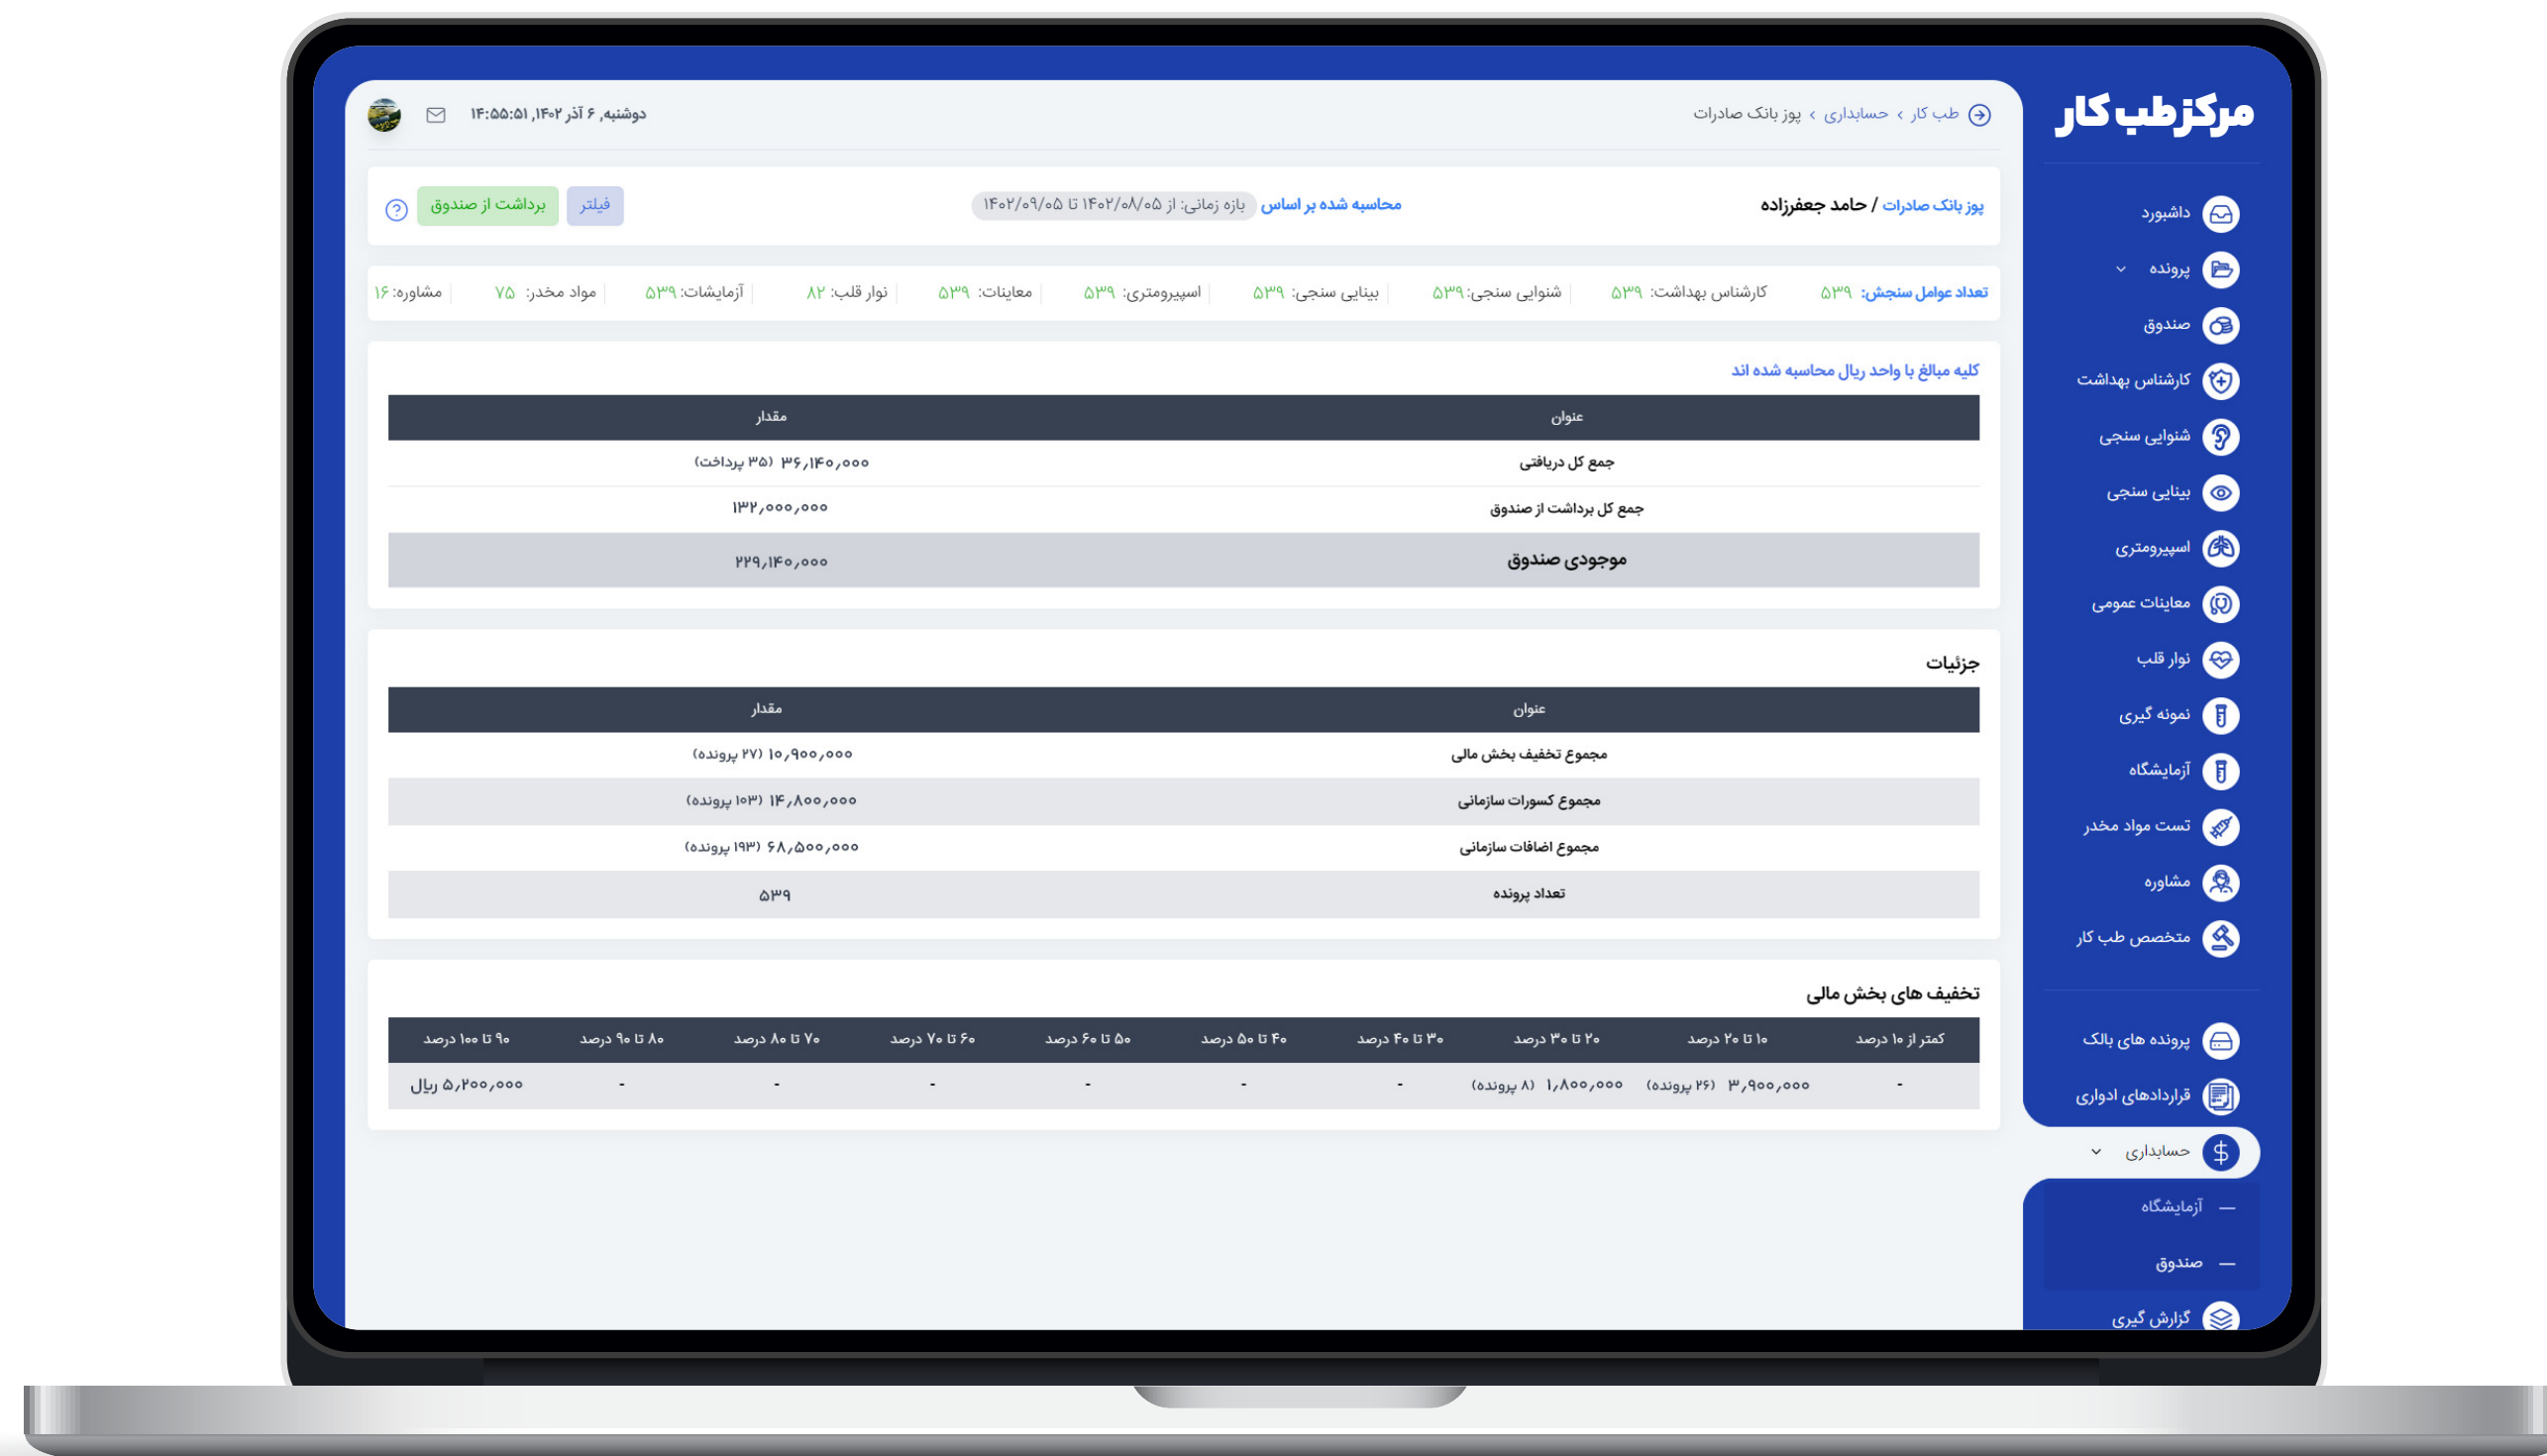 مرکز طب کار
داشبورد
پرونده
صندوق
کارشناس بهداشت
شنوایی سنجی
بینایی سنجی
اسپیرومتری
معاینات عمومی
نوار قلب
نمونه گیری
آزمایشگاه
تست مواد مخدر
مشاوره
متخصص طب کار
پرونده های بالک
قراردادهای ادواری
حسابداری
— آزمایشگاه
— صندوق
گزارش گیری
طب کار › حسابداری › پوز بانک صادرات
دوشنبه, ۶ آذر ۱۴۰۲, ۱۴:۵۵:۵۱
پوز بانک صادرات / حامد جعفرزاده محاسبه شده بر اساس بازه زمانی: از ۱۴۰۲/۰۸/۰۵ تا ۱۴۰۲/۰۹/۰۵ فیلتر برداشت از صندوق
تعداد عوامل سنجش: ۵۳۹ کارشناس بهداشت: ۵۳۹ شنوایی سنجی: ۵۳۹ بینایی سنجی: ۵۳۹ اسپیرومتری: ۵۳۹ معاینات: ۵۳۹ نوار قلب: ۸۲ آزمایشات: ۵۳۹ مواد مخدر: ۷۵ مشاوره: ۱۶
کلیه مبالغ با واحد ریال محاسبه شده اند
عنوان مقدار
جمع کل دریافتی ۳۶,۱۴۰,۰۰۰ (۳۵ پرداخت)
جمع کل برداشت از صندوق ۱۳۲,۰۰۰,۰۰۰
موجودی صندوق ۲۲۹,۱۴۰,۰۰۰
جزئیات
عنوان مقدار
مجموع تخفیف بخش مالی ۱۰,۹۰۰,۰۰۰ (۲۷ پرونده)
مجموع کسورات سازمانی ۱۴,۸۰۰,۰۰۰ (۱۰۳ پرونده)
مجموع اضافات سازمانی ۶۸,۵۰۰,۰۰۰ (۱۹۳ پرونده)
تعداد پرونده ۵۳۹
تخفیف های بخش مالی
کمتر از ۱۰ درصد ۱۰ تا ۲۰ درصد ۲۰ تا ۳۰ درصد ۳۰ تا ۴۰ درصد ۴۰ تا ۵۰ درصد ۵۰ تا ۶۰ درصد ۶۰ تا ۷۰ درصد ۷۰ تا ۸۰ درصد ۸۰ تا ۹۰ درصد ۹۰ تا ۱۰۰ درصد
- ۳,۹۰۰,۰۰۰ (۲۶ پرونده) ۱,۸۰۰,۰۰۰ (۸ پرونده) - - - - - - ۵,۲۰۰,۰۰۰ ریال